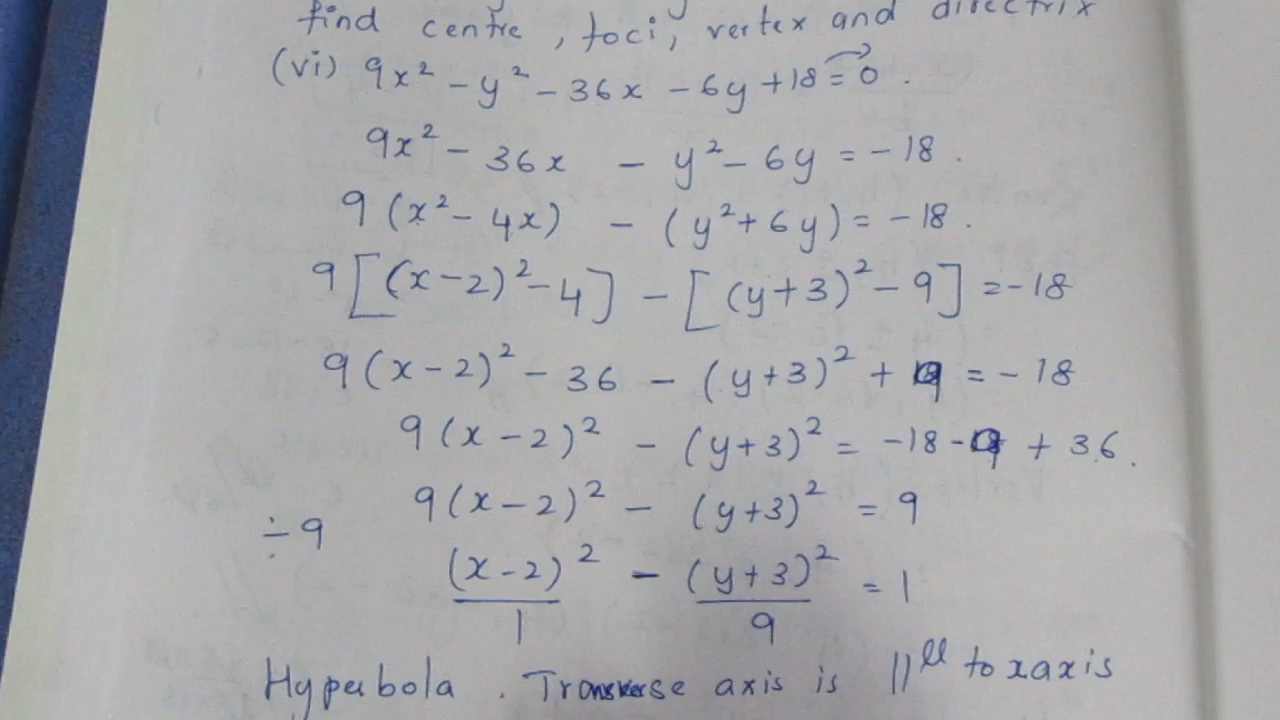 find centre, foci, vertex and directrix
(vi) 9x² - y² - 36x - 6y + 18 = 0.
9x² - 36x - y² - 6y = -18.
9(x² - 4x) - (y² + 6y) = -18.
9[(x-2)² - 4] - [(y+3)² - 9] = -18
9(x-2)² - 36 - (y+3)² + 9 = -18
9(x-2)² - (y+3)² = -18 - 9 + 36.
9(x-2)² - (y+3)² = 9
÷9
(x-2)²/1 - (y+3)²/9 = 1
Hyperbola. Transverse axis is ||ˡˡ to x axis